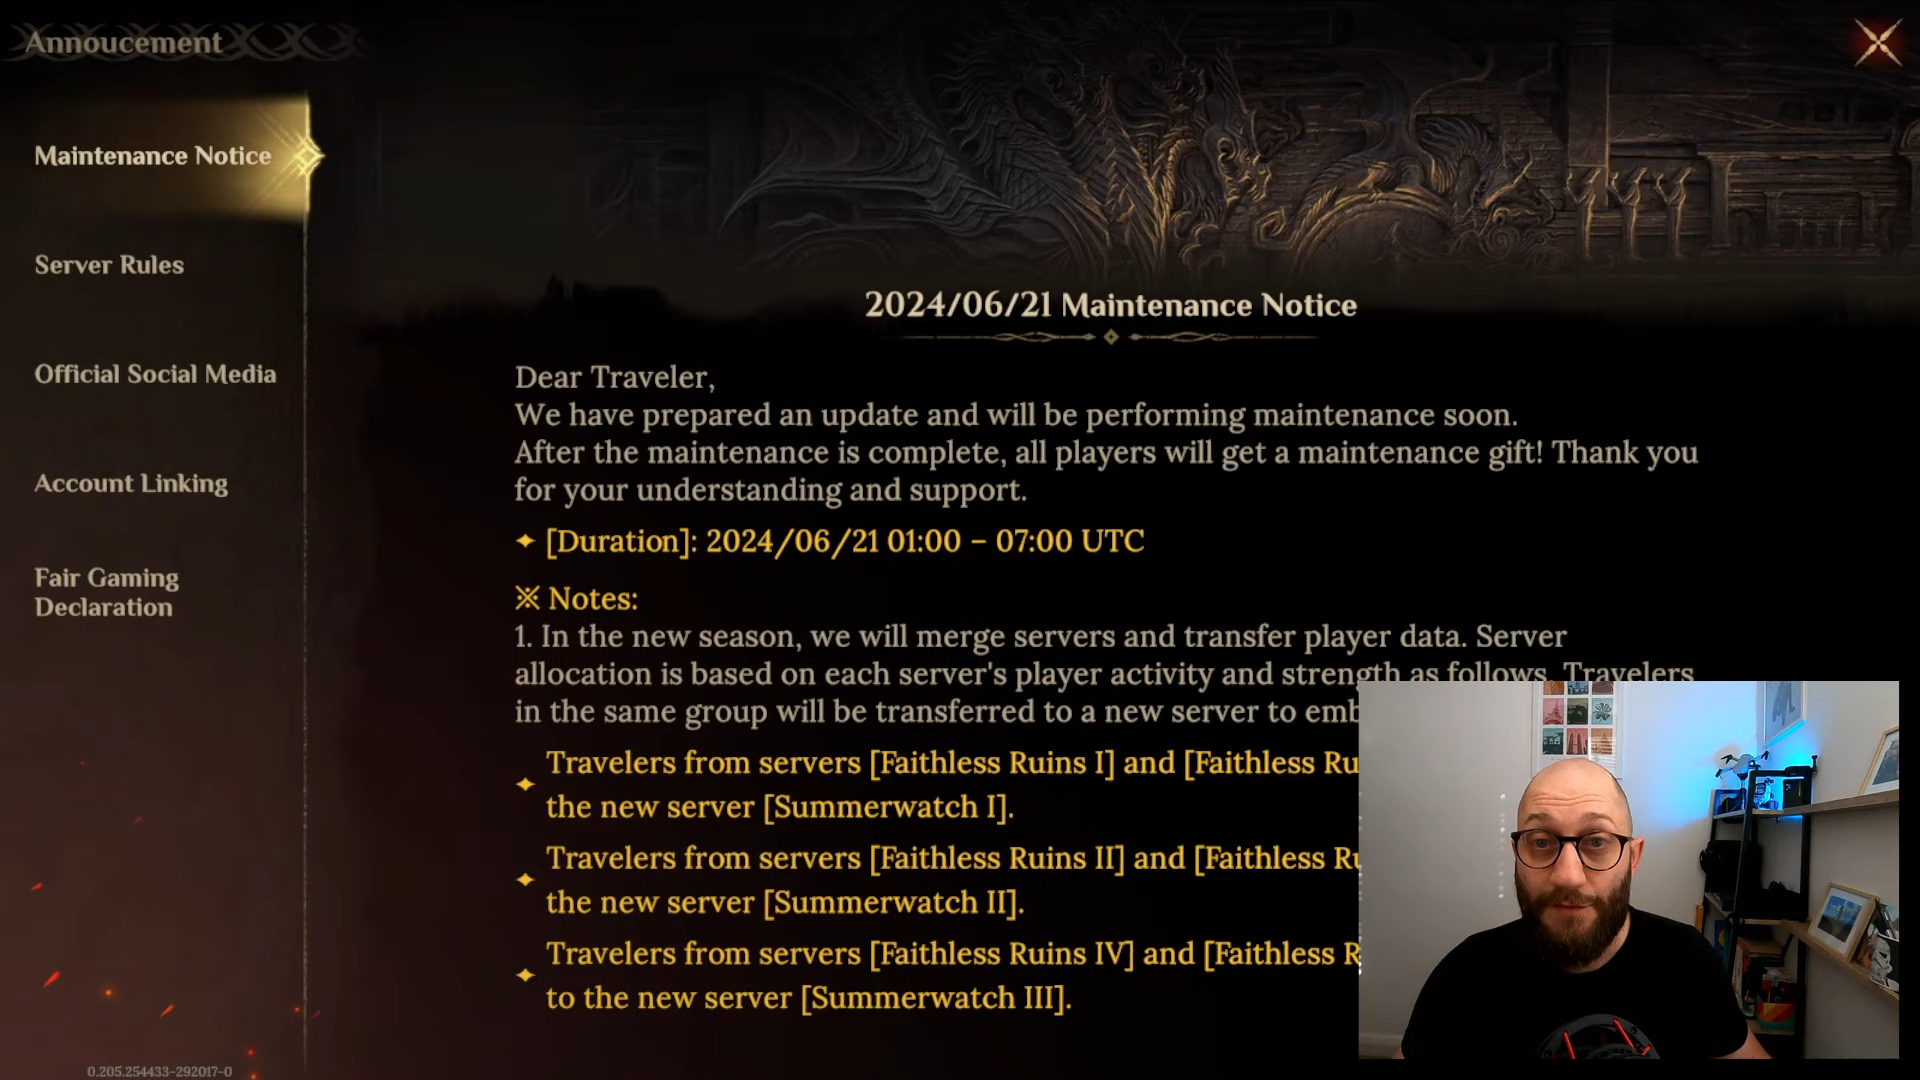 Annoucement
Maintenance Notice
Server Rules
Official Social Media
Account Linking
Fair Gaming
Declaration
2024/06/21 Maintenance Notice
Dear Traveler,
We have prepared an update and will be performing maintenance soon.
After the maintenance is complete, all players will get a maintenance gift! Thank you
for your understanding and support.
✦ [Duration]: 2024/06/21 01:00 – 07:00 UTC
※ Notes:
1. In the new season, we will merge servers and transfer player data. Server
allocation is based on each server's player activity and strength as follows. Travelers
in the same group will be transferred to a new server to
✦ Travelers from servers [Faithless Ruins I] and [Faithless
the new server [Summerwatch I].
✦ Travelers from servers [Faithless Ruins II] and [Faithless
the new server [Summerwatch II].
✦ Travelers from servers [Faithless Ruins IV] and [Faithless
to the new server [Summerwatch III].
0.205.254433-292017-0